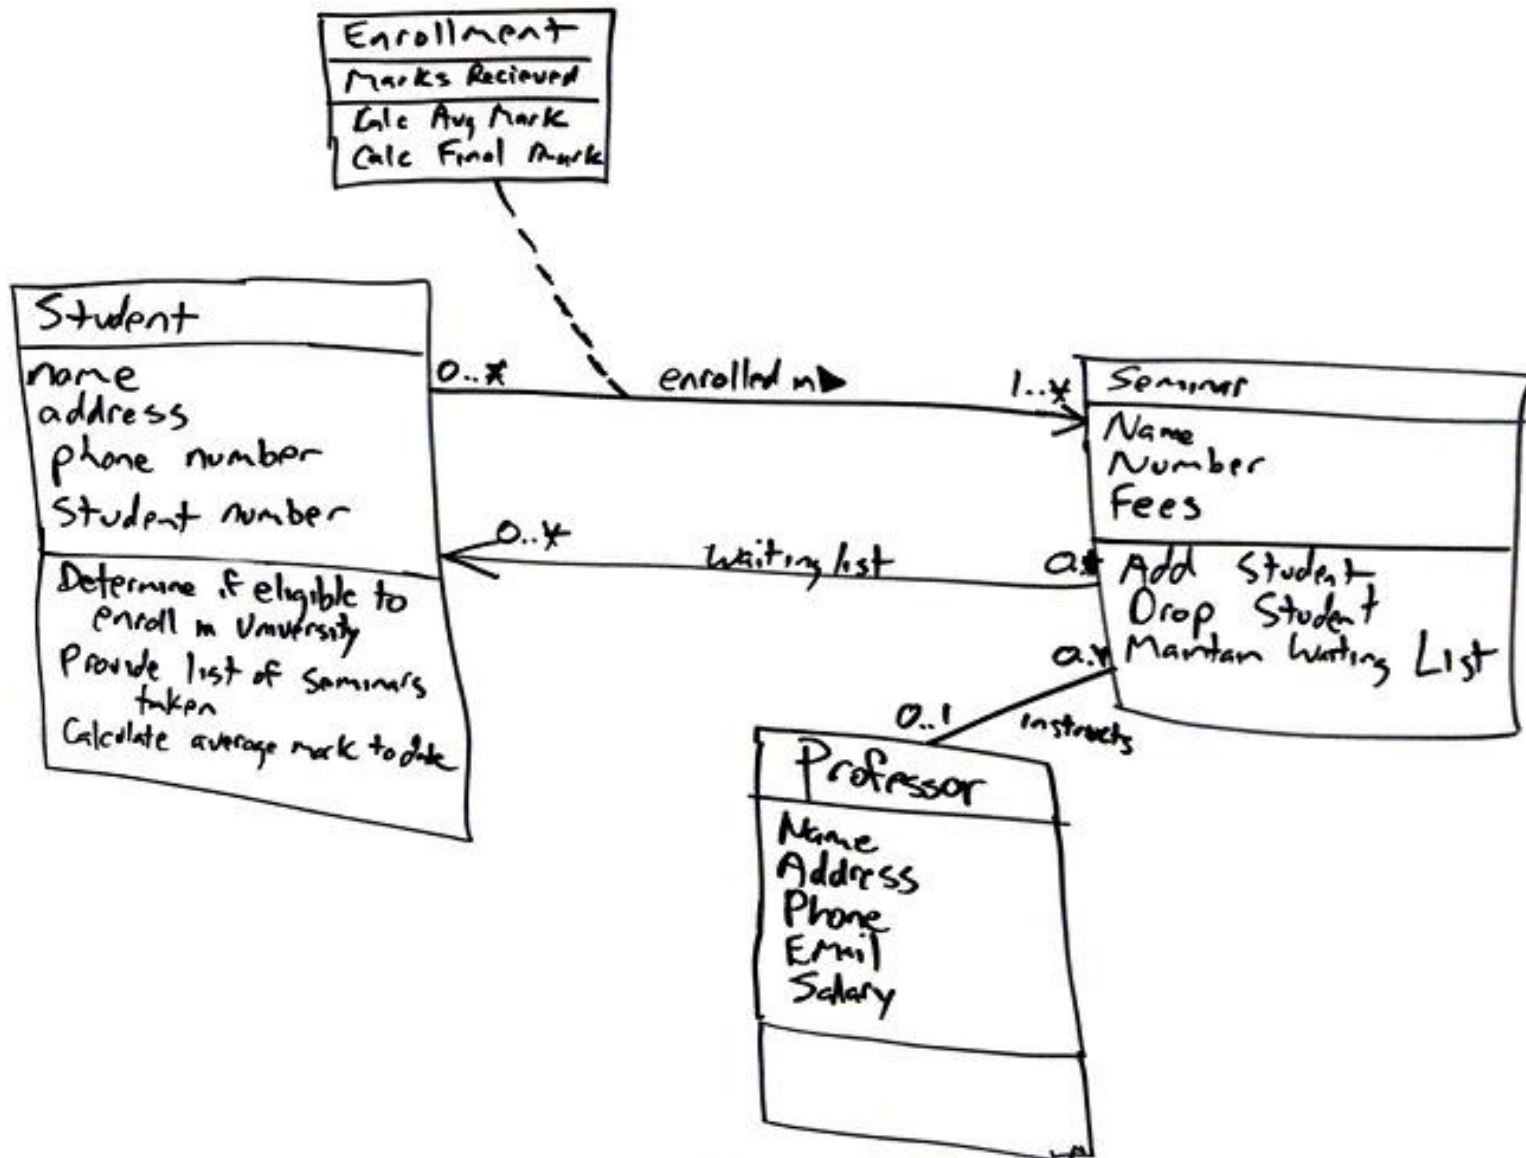 Enrollment
Marks Recieved
Calc Avg Mark
Calc Final Mark
Student
name
address
phone number
Student number
Determine if eligible to
enroll in University
Provide list of seminars
taken
Calculate average mark to date
0..*
enrolled in
1..*
0..*
waiting list
0..*
Seminar
Name
Number
Fees
Add Student
Drop Student
Maintain Waiting List
0..*
0..1
instructs
Professor
Name
Address
Phone
Email
Salary